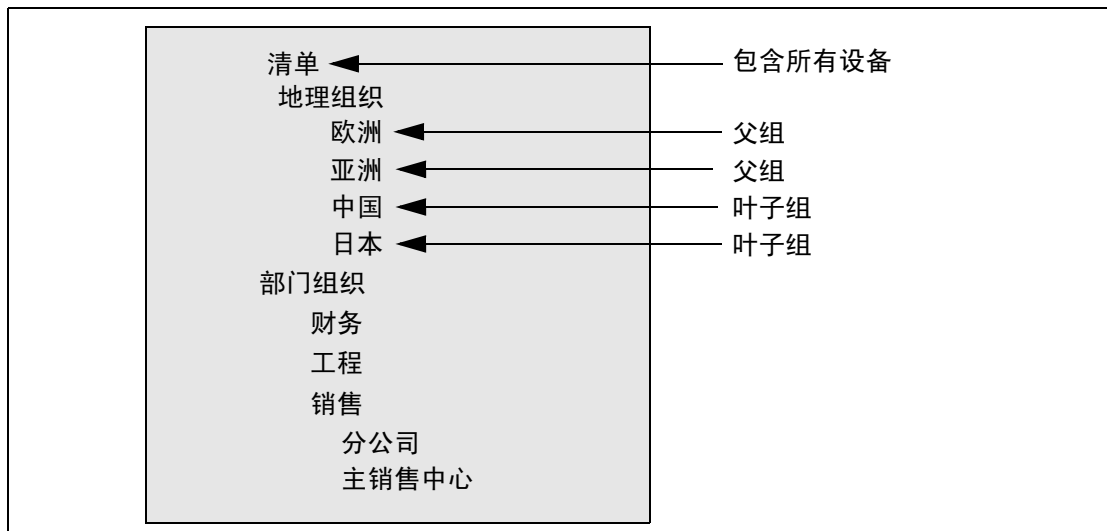 清单 包含所有设备
地理组织
欧洲 父组
亚洲 父组
中国 叶子组
日本 叶子组
部门组织
财务
工程
销售
分公司
主销售中心